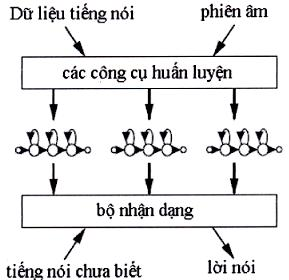 Dữ liệu tiếng nói
phiên âm
các công cụ huấn luyện
bộ nhận dạng
tiếng nói chưa biết
lời nói